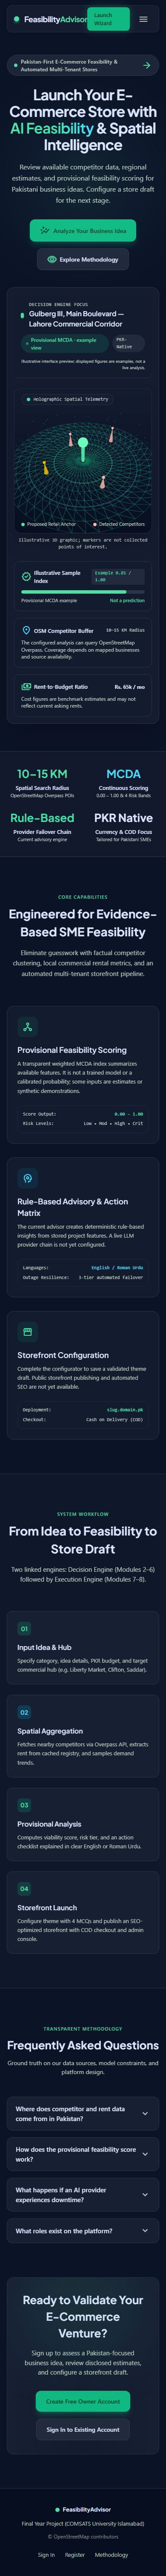 FeasibilityAdvisor
Launch
Wizard
Pakistan-First E-Commerce Feasibility &
Automated Multi-Tenant Stores
Launch Your E-
Commerce Store with
AI Feasibility & Spatial
Intelligence
Review available competitor data, regional
estimates, and provisional feasibility scoring for
Pakistani business ideas. Configure a store draft
for the next stage.
Analyze Your Business Idea
Explore Methodology
DECISION ENGINE FOCUS
Gulberg III, Main Boulevard —
Lahore Commercial Corridor
Provisional MCDA · example
view
PKR-
Native
Illustrative interface preview; displayed figures are examples, not a
live analysis.
Holographic Spatial Telemetry
Proposed Retail Anchor
Detected Competitors
Illustrative 3D graphic; markers are not collected
points of interest.
Illustrative Sample
Index
Example 0.85 /
1.00
Provisional MCDA example
Not a prediction
OSM Competitor Buffer
10–15 KM Radius
The configured analysis can query OpenStreetMap
Overpass. Coverage depends on mapped businesses
and source availability.
Rent-to-Budget Ratio
Rs. 65k / mo
Cost figures are benchmark estimates and may not
reflect current asking rents.
10–15 KM
Spatial Search Radius
OpenStreetMap Overpass POIs
MCDA
Continuous Scoring
0.00 – 1.00 & 4 Risk Bands
Rule-Based
Provider Failover Chain
Current advisory engine
PKR Native
Currency & COD Focus
Tailored for Pakistani SMEs
CORE CAPABILITIES
Engineered for Evidence-
Based SME Feasibility
Eliminate guesswork with factual competitor
density, local commercial rental metrics, and an
automated multi-tenant storefront pipeline.
Provisional Feasibility Scoring
A transparent weighted MCDA index summarizes
available features. It is not a trained model or a
calibrated probability; some inputs are estimates or
synthetic demonstrations.
Score Output:
0.00 – 1.00
Risk Levels:
Low • Mod • High • Crit
Rule-Based Advisory & Action
Matrix
The current advisor creates deterministic rule-based
insights from stored project features. A live LLM
provider chain is not yet configured.
Languages:
English / Roman Urdu
Outage Resilience:
3-tier automated failover
Storefront Configuration
Complete the configurator to save a validated theme
draft. Public storefront publishing and automated
SEO are not yet available.
Deployment:
slug.domain.pk
Checkout:
Cash on Delivery (COD)
SYSTEM WORKFLOW
From Idea to Feasibility to
Store Draft
Two linked engines: Decision Engine (Modules 2–6)
followed by Execution Engine (Modules 7–8).
01
Input Idea & Hub
Specify category, idea details, PKR budget, and target
commercial hub (e.g. Liberty Market, Clifton, Saddar).
02
Spatial Aggregation
Fetches nearby competitors via Overpass API, extracts
rent from cached registry, and samples demand
trends.
03
Provisional Analysis
Computes viability score, risk tier, and an action
checklist explained in clear English or Roman Urdu.
04
Storefront Launch
Configure theme with 4 MCQs and publish an SEO-
optimized storefront with COD checkout and admin
console.
TRANSPARENT METHODOLOGY
Frequently Asked Questions
Ground truth on our data sources, model constraints, and
platform design.
Where does competitor and rent data
come from in Pakistan?
How does the provisional feasibility score
work?
What happens if an AI provider
experiences downtime?
What roles exist on the platform?
Ready to Validate Your
E-Commerce
Venture?
Sign up to assess a Pakistan-focused
business idea, review disclosed estimates,
and configure a storefront draft.
Create Free Owner Account
Sign In to Existing Account
FeasibilityAdvisor
Final Year Project (COMSATS University Islamabad)
© OpenStreetMap contributors
Sign In
Register
Methodology